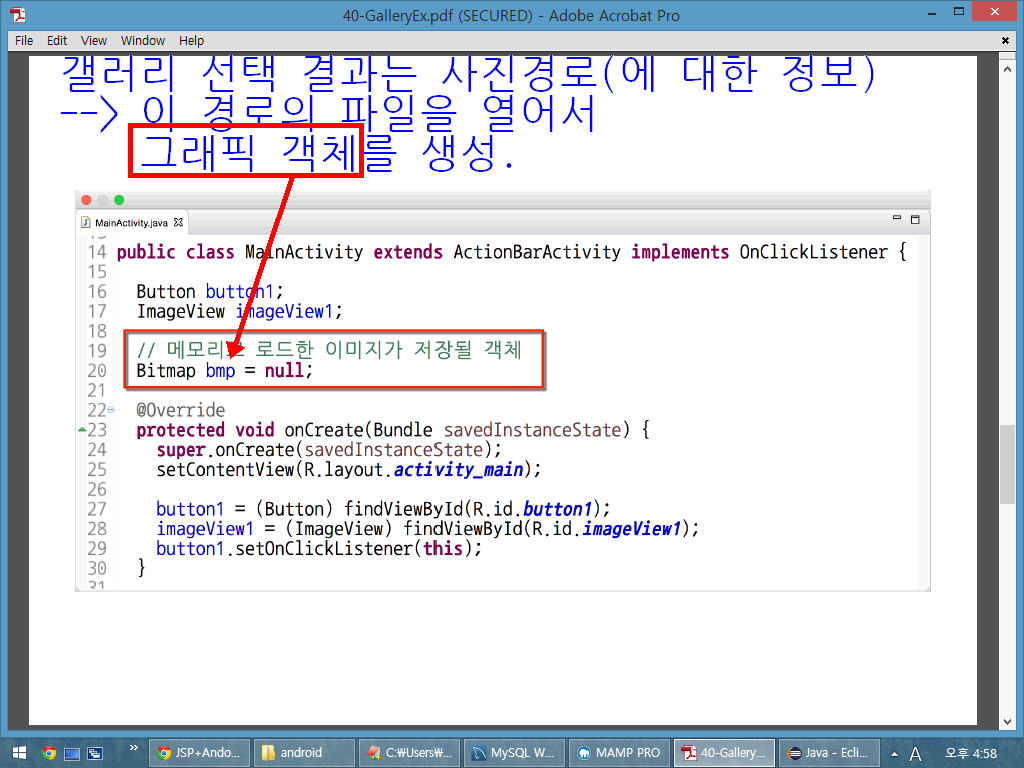 40-GalleryEx.pdf (SECURED) - Adobe Acrobat Pro
File Edit View Window Help
갤러리 선택 결과는 사진경로(에 대한 정보)
--> 이 경로의 파일을 열어서
그래픽 객체를 생성.
MainActivity.java
14 public class MainActivity extends ActionBarActivity implements OnClickListener {
15
16 Button button1;
17 ImageView imageView1;
18
19 // 메모리로 로드한 이미지가 저장될 객체
20 Bitmap bmp = null;
21
22 @Override
23 protected void onCreate(Bundle savedInstanceState) {
24 super.onCreate(savedInstanceState);
25 setContentView(R.layout.activity_main);
26
27 button1 = (Button) findViewById(R.id.button1);
28 imageView1 = (ImageView) findViewById(R.id.imageView1);
29 button1.setOnClickListener(this);
30 }
31
JSP+Ando... android C:₩Users₩... MySQL W... MAMP PRO 40-Gallery... Java - Ecli... A 오후 4:58